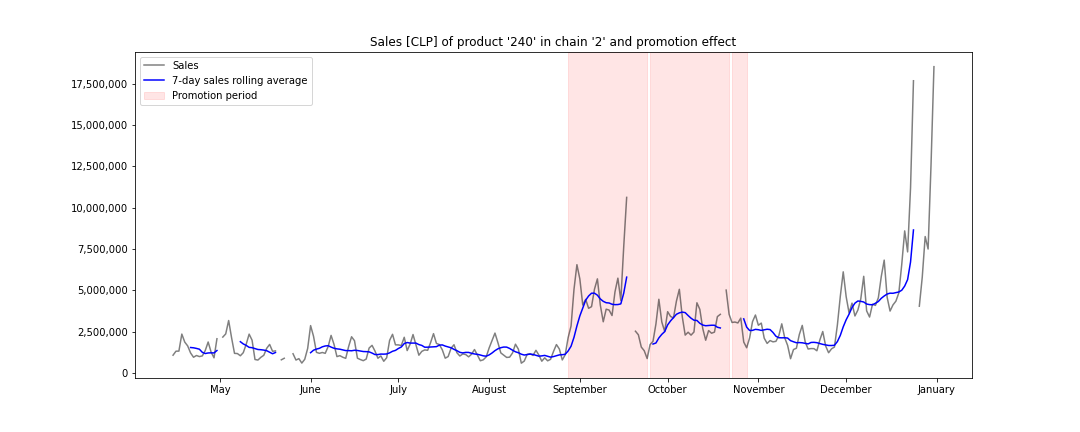 Sales [CLP] of product '240' in chain '2' and promotion effect
Sales
7-day sales rolling average
Promotion period
17,500,000
15,000,000
12,500,000
10,000,000
7,500,000
5,000,000
2,500,000
0
May June July August September October November December January